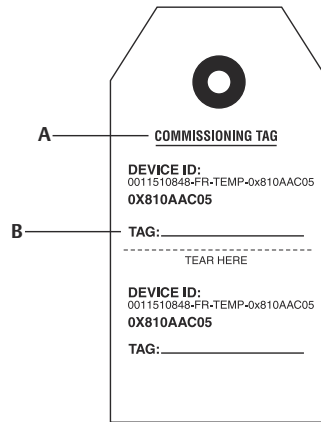 A
COMMISSIONING TAG
DEVICE ID:
0011510848-FR-TEMP-0x810AAC05
0X810AAC05
B
TAG:
TEAR HERE
DEVICE ID:
0011510848-FR-TEMP-0x810AAC05
0X810AAC05
TAG: